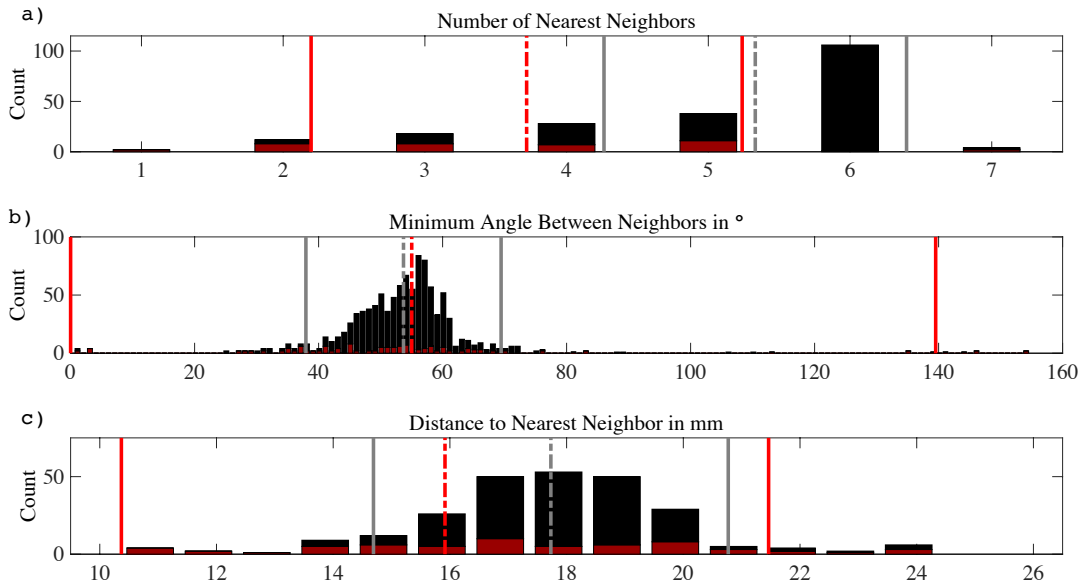 a)
Number of Nearest Neighbors
100
50
0
Count
1 2 3 4 5 6 7
b)
Minimum Angle Between Neighbors in °
100
50
0
Count
0 20 40 60 80 100 120 140 160
c)
Distance to Nearest Neighbor in mm
50
0
Count
10 12 14 16 18 20 22 24 26